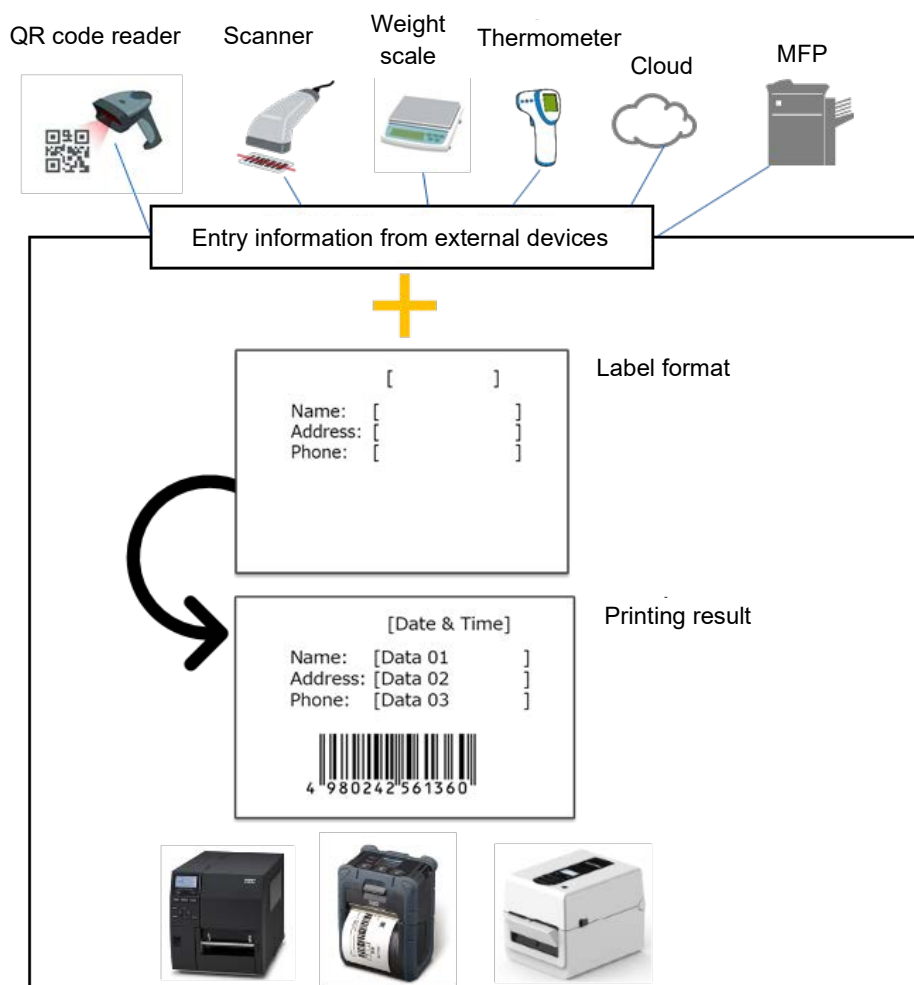 QR code reader
Scanner
Weight
scale
Thermometer
Cloud
MFP
Entry information from external devices
Label format
[ ]
Name: [ ]
Address: [ ]
Phone: [ ]
Printing result
[Date & Time]
Name: [Data 01 ]
Address: [Data 02 ]
Phone: [Data 03 ]
4 980242 561360